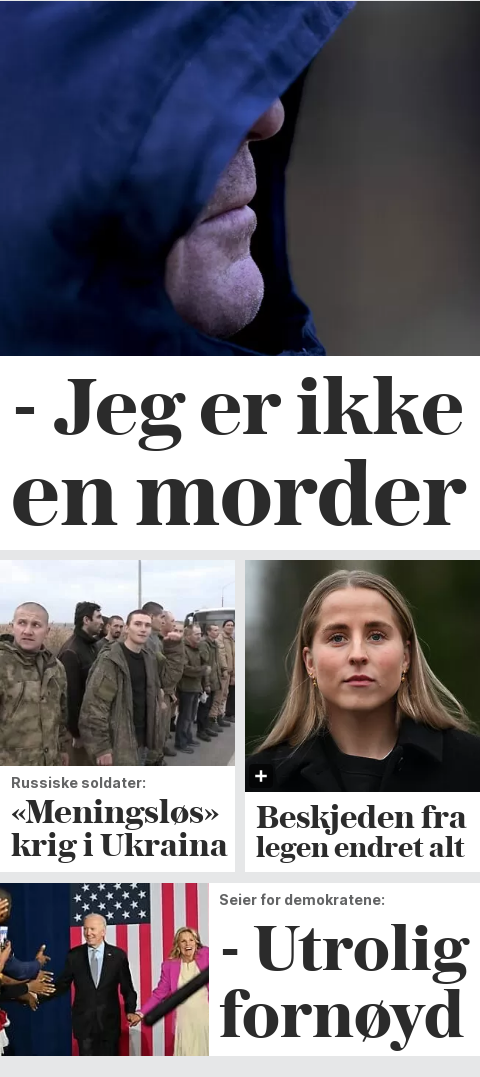 - Jeg er ikke
en morder
Russiske soldater:
«Meningsløs»
krig i Ukraina
Beskjeden fra
legen endret alt
Seier for demokratene:
- Utrolig
fornøyd